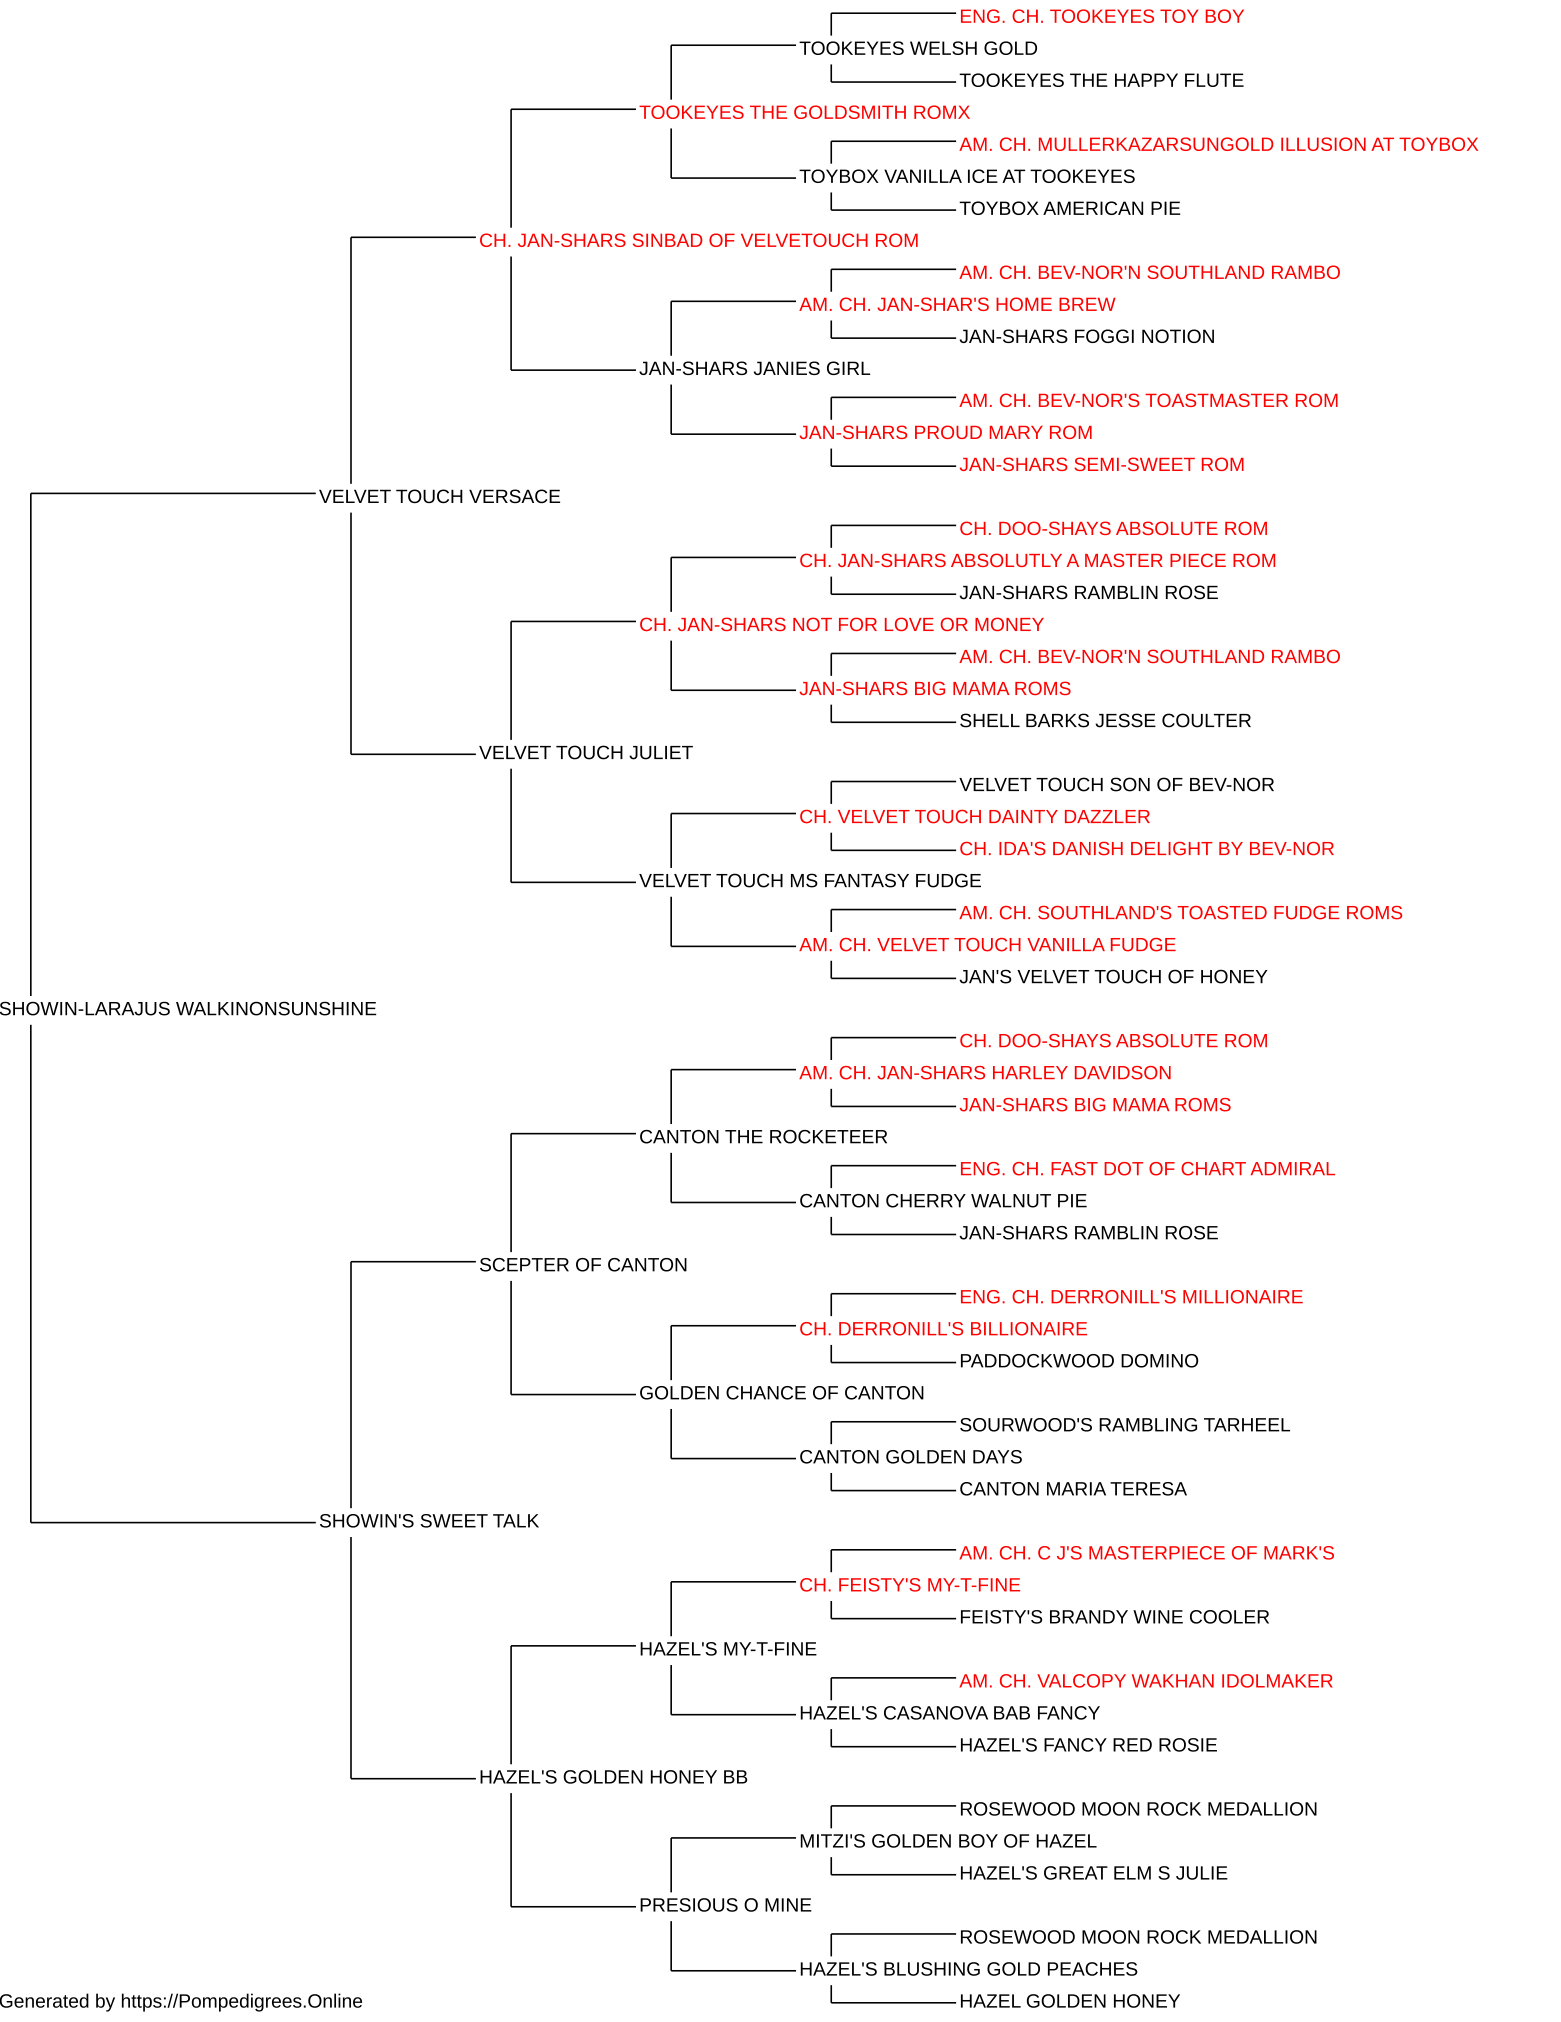 ENG. CH. TOOKEYES TOY BOY
TOOKEYES WELSH GOLD
TOOKEYES THE HAPPY FLUTE
TOOKEYES THE GOLDSMITH ROMX
AM. CH. MULLERKAZARSUNGOLD ILLUSION AT TOYBOX
TOYBOX VANILLA ICE AT TOOKEYES
TOYBOX AMERICAN PIE
CH. JAN-SHARS SINBAD OF VELVETOUCH ROM
AM. CH. BEV-NOR'N SOUTHLAND RAMBO
AM. CH. JAN-SHAR'S HOME BREW
JAN-SHARS FOGGI NOTION
JAN-SHARS JANIES GIRL
AM. CH. BEV-NOR'S TOASTMASTER ROM
JAN-SHARS PROUD MARY ROM
JAN-SHARS SEMI-SWEET ROM
VELVET TOUCH VERSACE
CH. DOO-SHAYS ABSOLUTE ROM
CH. JAN-SHARS ABSOLUTLY A MASTER PIECE ROM
JAN-SHARS RAMBLIN ROSE
CH. JAN-SHARS NOT FOR LOVE OR MONEY
AM. CH. BEV-NOR'N SOUTHLAND RAMBO
JAN-SHARS BIG MAMA ROMS
SHELL BARKS JESSE COULTER
VELVET TOUCH JULIET
VELVET TOUCH SON OF BEV-NOR
CH. VELVET TOUCH DAINTY DAZZLER
CH. IDA'S DANISH DELIGHT BY BEV-NOR
VELVET TOUCH MS FANTASY FUDGE
AM. CH. SOUTHLAND'S TOASTED FUDGE ROMS
AM. CH. VELVET TOUCH VANILLA FUDGE
JAN'S VELVET TOUCH OF HONEY
SHOWIN-LARAJUS WALKINONSUNSHINE
CH. DOO-SHAYS ABSOLUTE ROM
AM. CH. JAN-SHARS HARLEY DAVIDSON
JAN-SHARS BIG MAMA ROMS
CANTON THE ROCKETEER
ENG. CH. FAST DOT OF CHART ADMIRAL
CANTON CHERRY WALNUT PIE
JAN-SHARS RAMBLIN ROSE
SCEPTER OF CANTON
ENG. CH. DERRONILL'S MILLIONAIRE
CH. DERRONILL'S BILLIONAIRE
PADDOCKWOOD DOMINO
GOLDEN CHANCE OF CANTON
SOURWOOD'S RAMBLING TARHEEL
CANTON GOLDEN DAYS
CANTON MARIA TERESA
SHOWIN'S SWEET TALK
AM. CH. C J'S MASTERPIECE OF MARK'S
CH. FEISTY'S MY-T-FINE
FEISTY'S BRANDY WINE COOLER
HAZEL'S MY-T-FINE
AM. CH. VALCOPY WAKHAN IDOLMAKER
HAZEL'S CASANOVA BAB FANCY
HAZEL'S FANCY RED ROSIE
HAZEL'S GOLDEN HONEY BB
ROSEWOOD MOON ROCK MEDALLION
MITZI'S GOLDEN BOY OF HAZEL
HAZEL'S GREAT ELM S JULIE
PRESIOUS O MINE
ROSEWOOD MOON ROCK MEDALLION
HAZEL'S BLUSHING GOLD PEACHES
HAZEL GOLDEN HONEY
Generated by https://Pompedigrees.Online